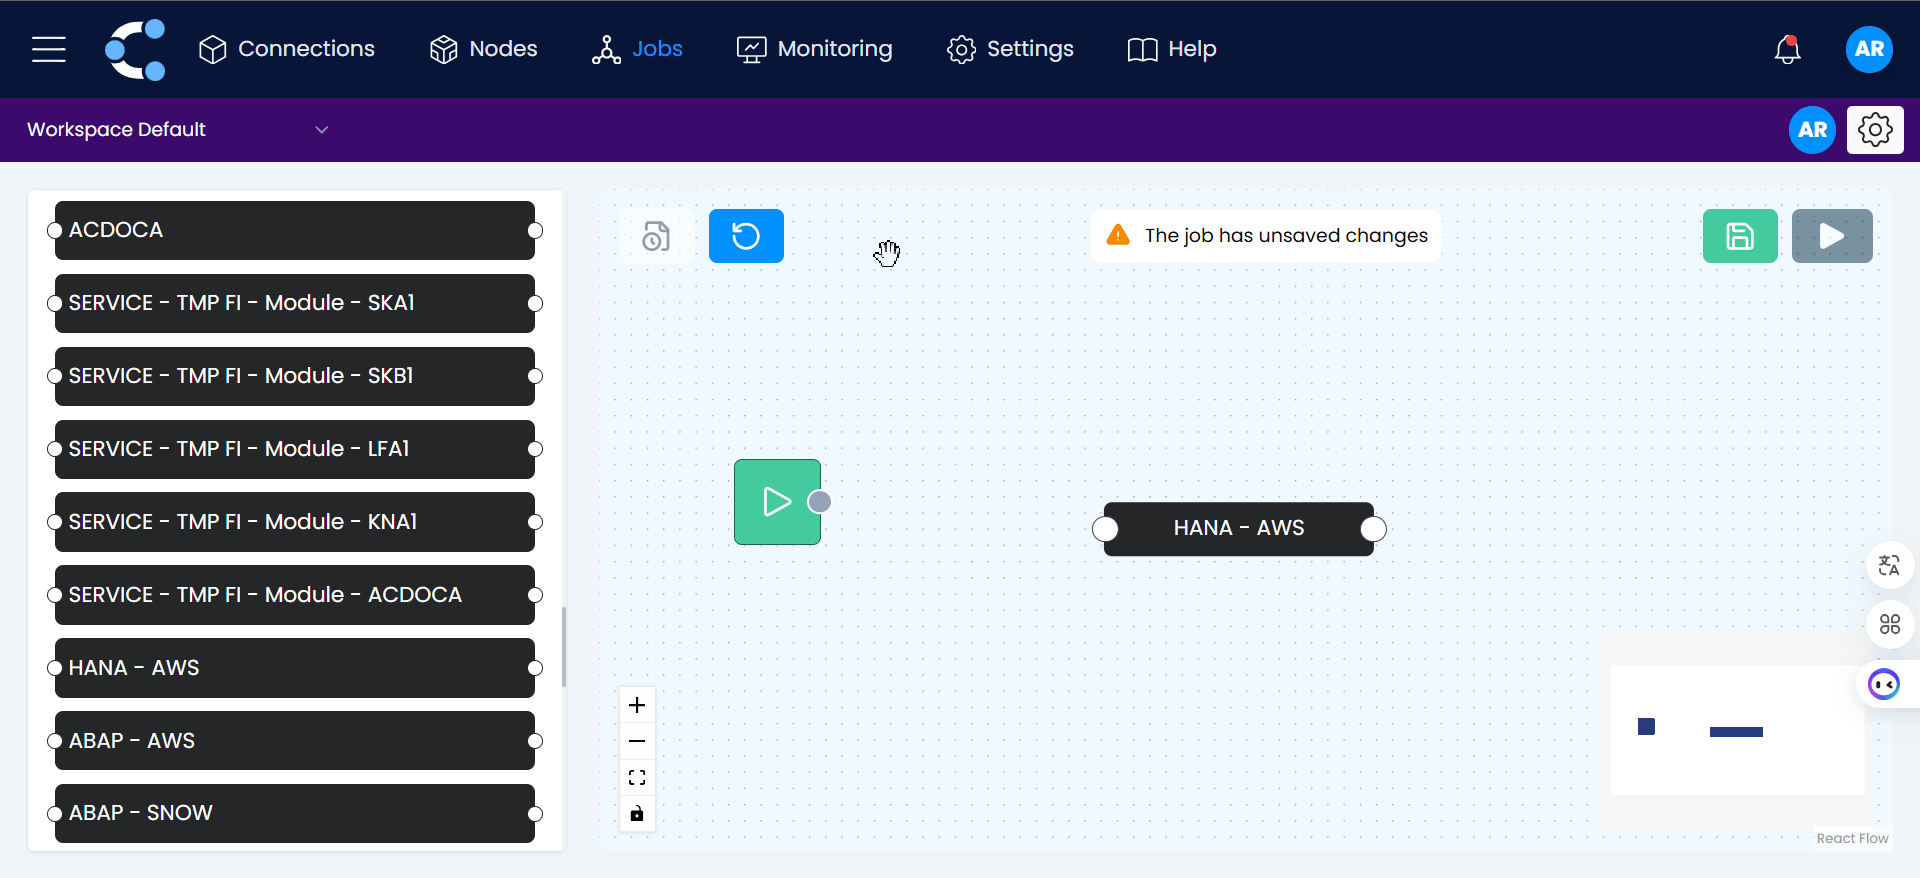 Connections
Nodes
Jobs
Monitoring
Settings
Help
AR
Workspace Default
AR
ACDOCA
SERVICE - TMP FI - Module - SKA1
SERVICE - TMP FI - Module - SKB1
SERVICE - TMP FI - Module - LFA1
SERVICE - TMP FI - Module - KNA1
SERVICE - TMP FI - Module - ACDOCA
HANA - AWS
ABAP - AWS
ABAP - SNOW
The job has unsaved changes
HANA - AWS
React Flow